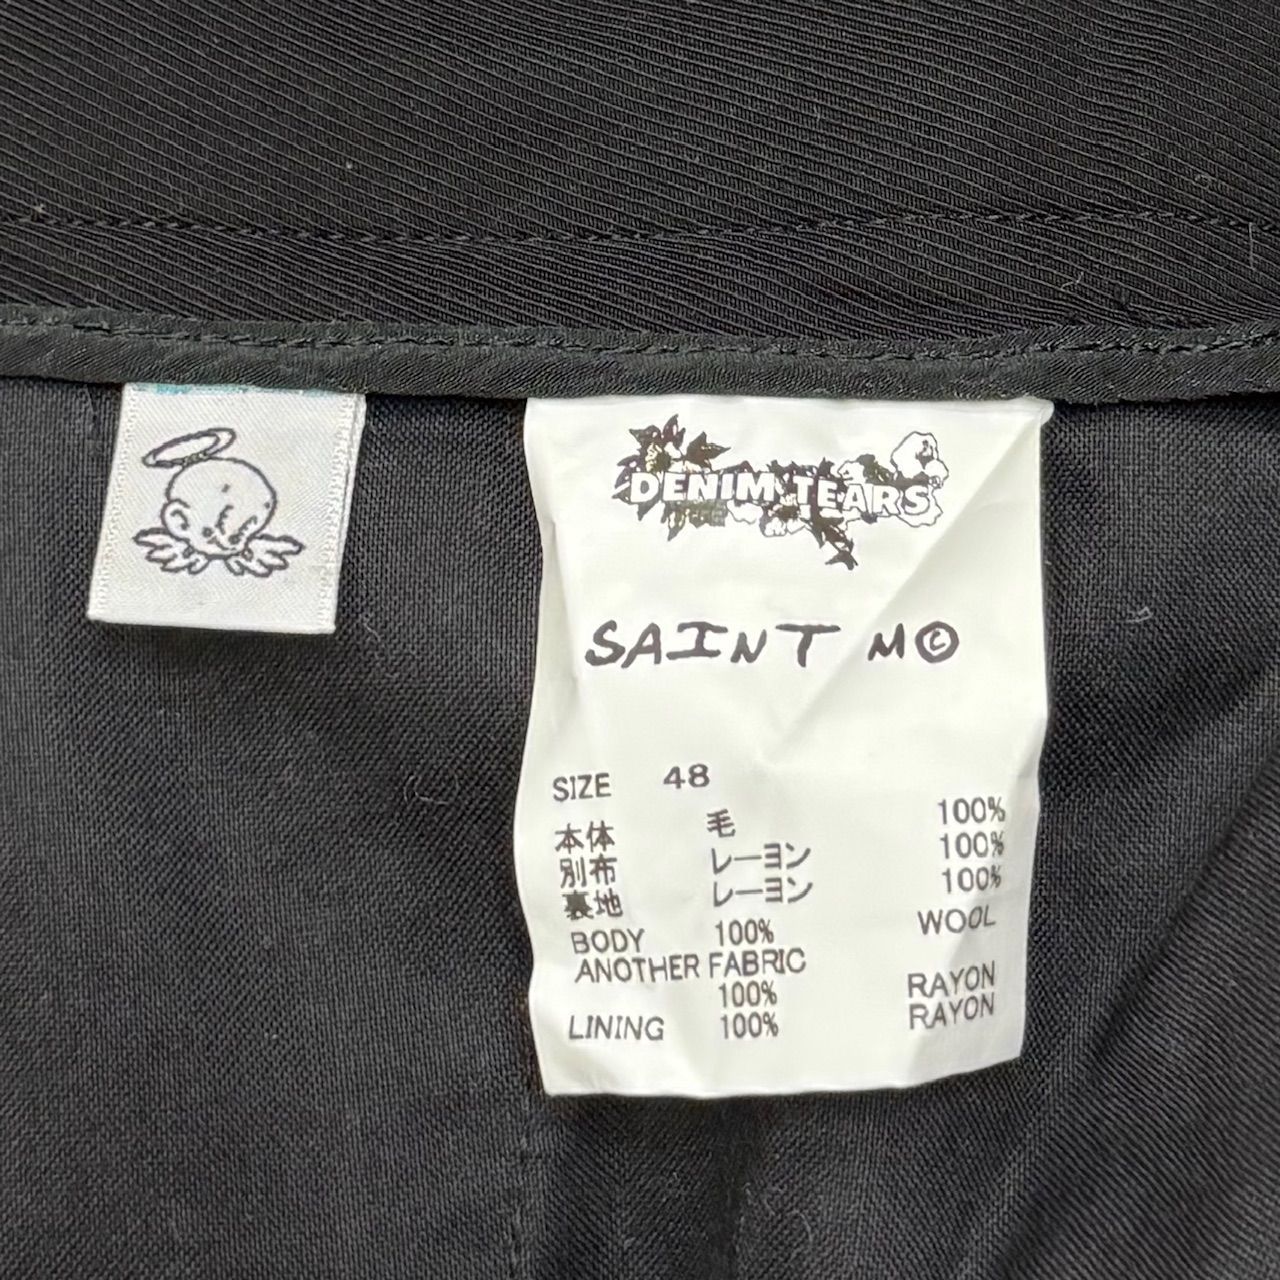 DENIM TEARS
SAINT M©
SIZE 48
本体 毛 100%
別布 レーヨン 100%
裏地 レーヨン 100%
BODY 100% WOOL
ANOTHER FABRIC
100% RAYON
LINING 100% RAYON